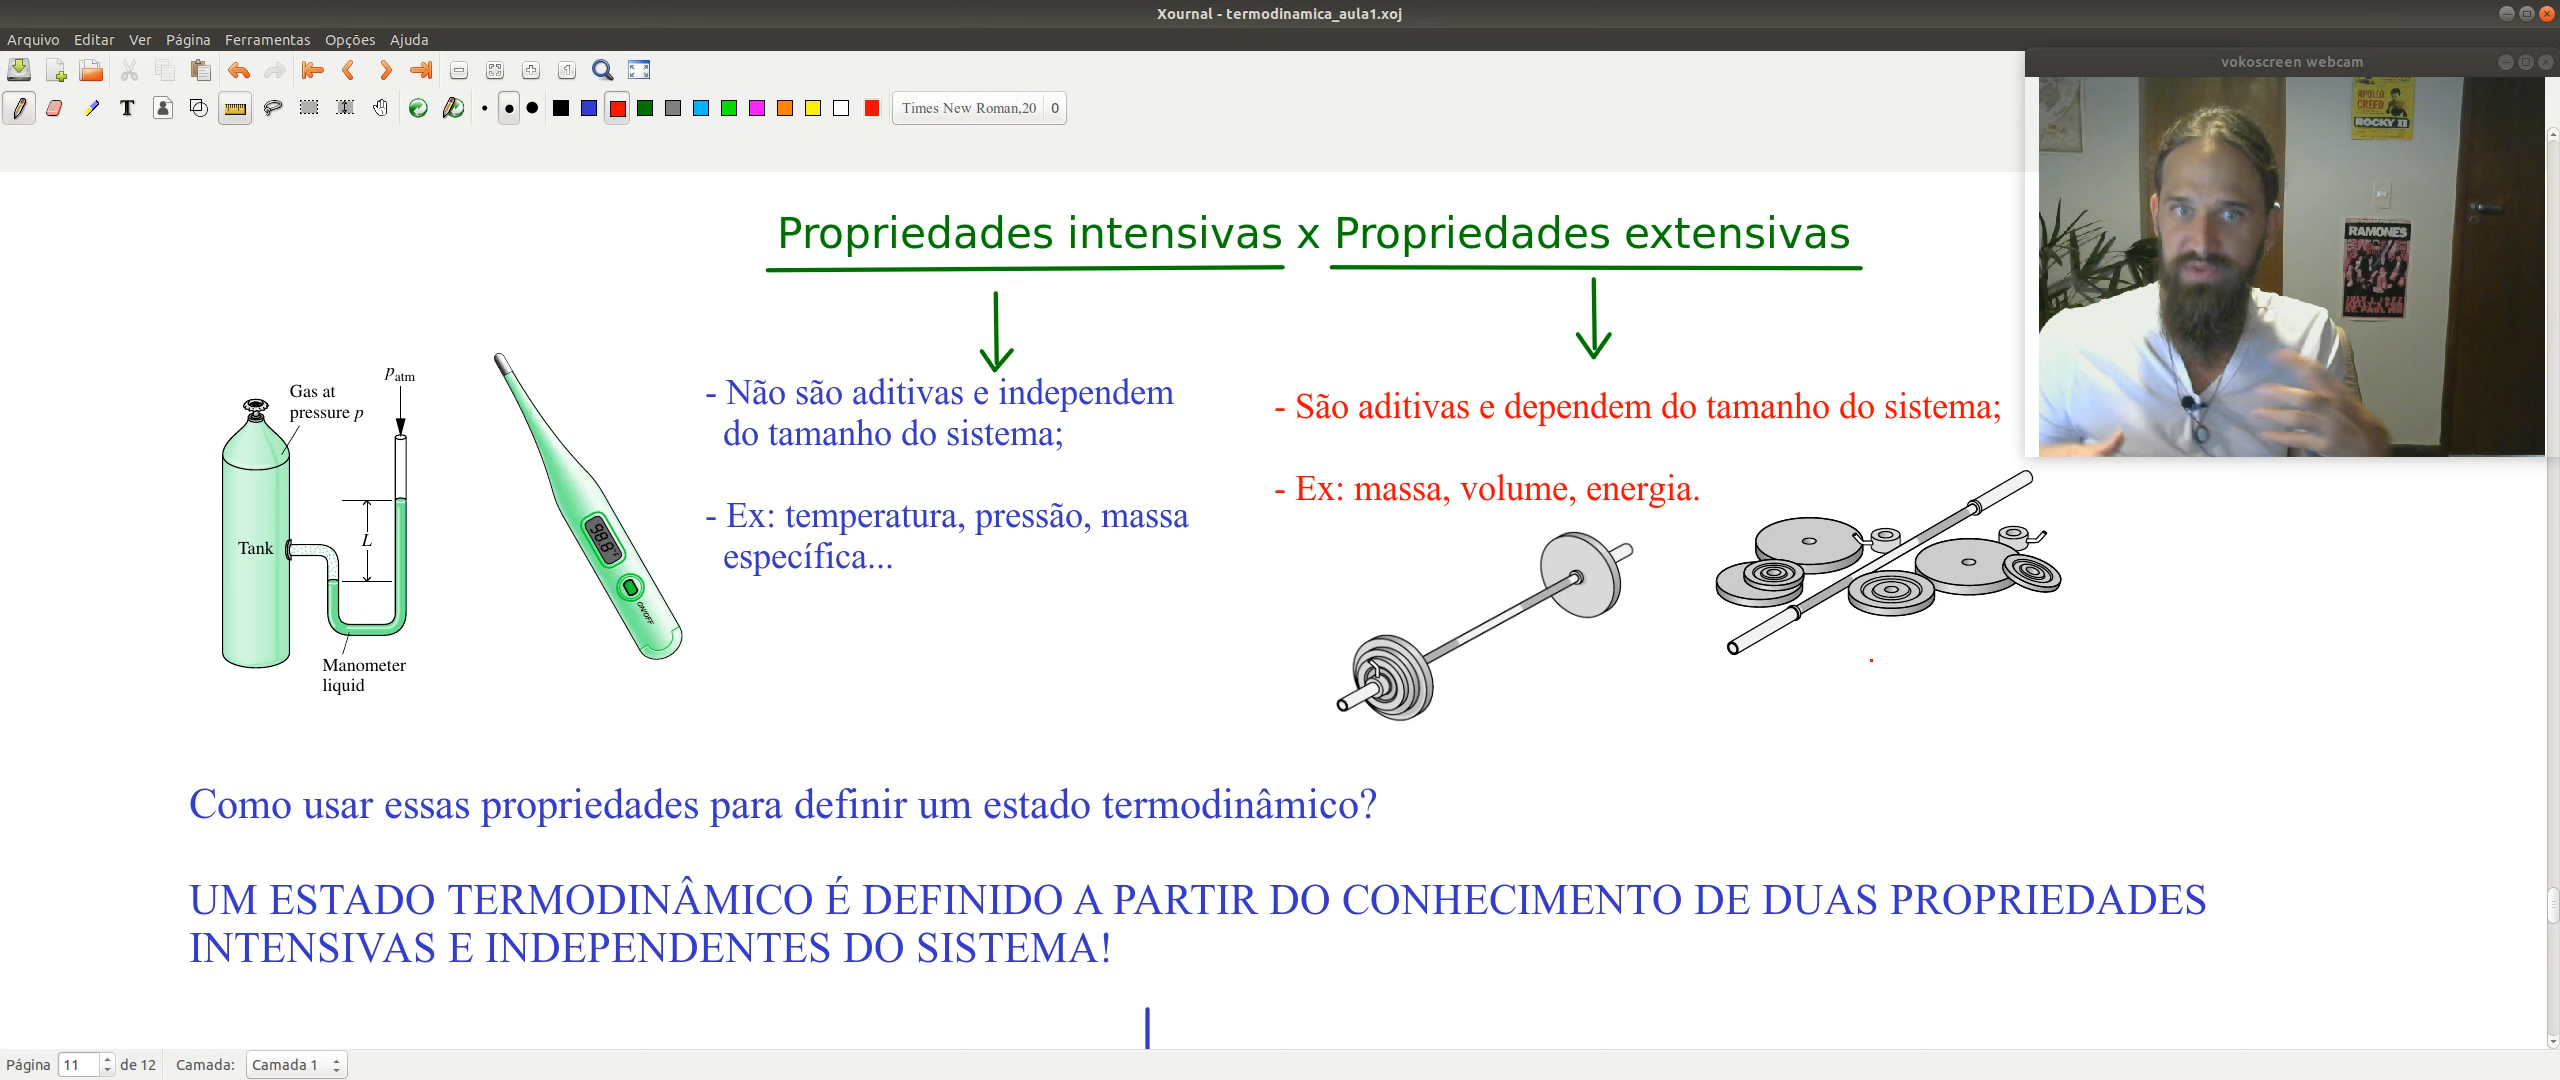 Xournal - termodinamica_aula1.xoj
Arquivo Editar Ver Página Ferramentas Opções Ajuda
vokoscreen webcam
T
Times New Roman,20 0
APOLLO
CREED
ROCKY II
RAMONES
Propriedades intensivas x Propriedades extensivas
- Não são aditivas e independem
do tamanho do sistema;
- Ex: temperatura, pressão, massa
específica...
- São aditivas e dependem do tamanho do sistema;
- Ex: massa, volume, energia.
Gas at
pressure p
patm
Tank
L
Manometer
liquid
98.8°F
ON/OFF
Como usar essas propriedades para definir um estado termodinâmico?
UM ESTADO TERMODINÂMICO É DEFINIDO A PARTIR DO CONHECIMENTO DE DUAS PROPRIEDADES
INTENSIVAS E INDEPENDENTES DO SISTEMA!
Página 11 de 12 Camada: Camada 1